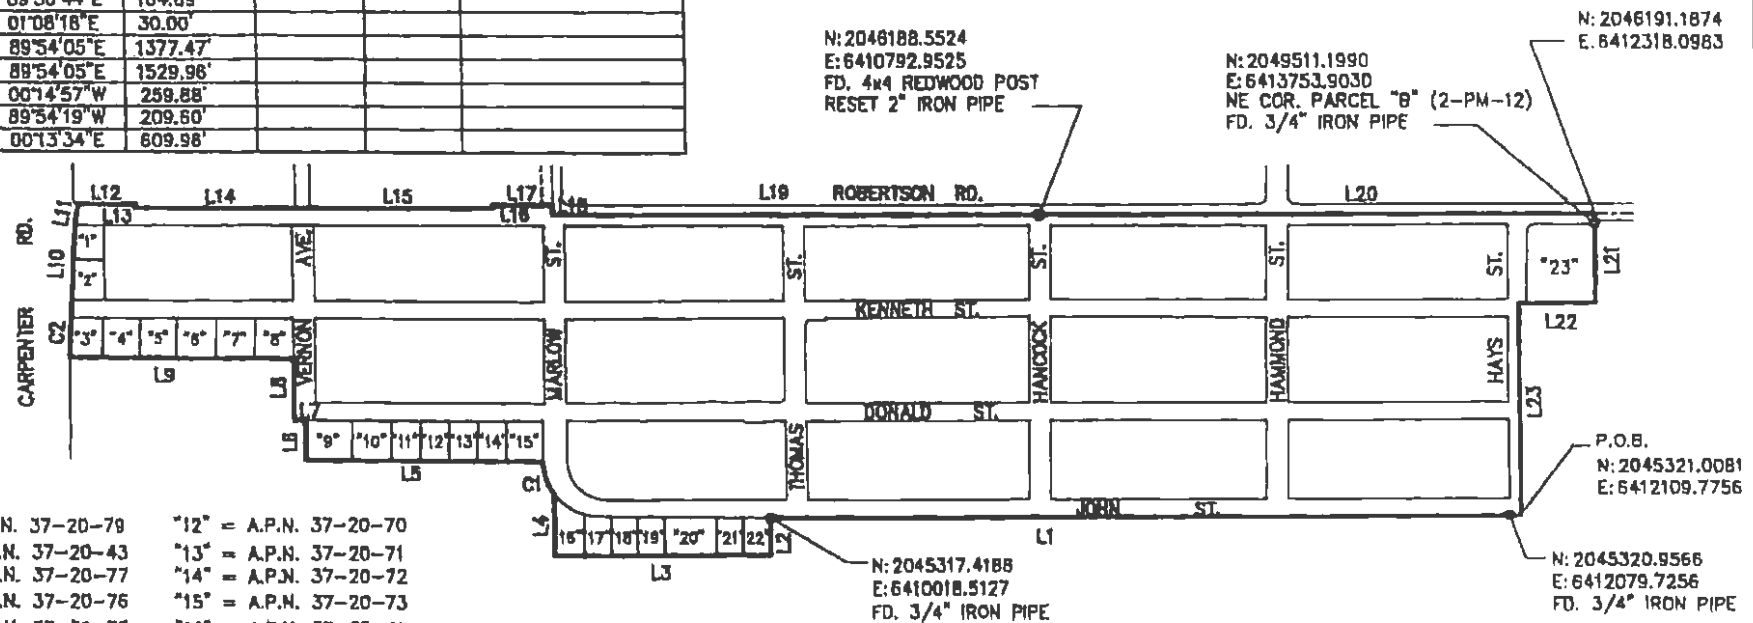 01°08'18"E 30.00'
89°54'05"E 1377.47'
89°54'05"E 1529.96'
00°14'57"W 259.88'
89°54'19"W 209.60'
00°13'34"E 609.98'
N: 2046188.5524
E: 6410792.9525
FD. 4x4 REDWOOD POST
RESET 2" IRON PIPE
N: 2049511.1990
E: 6413753.9030
NE COR. PARCEL "B" (2-PM-12)
FD. 3/4" IRON PIPE
N: 2046191.1874
E. 6412318.0983
L11 L12 L13 L14 L15 L16 L17 L18 L19 ROBERTSON RD. L20
CARPENTER RD.
L10 "1"
"2"
AVE. ST. ST. ST. ST. ST. "23" L21
KENNETH ST.
L22
C2 "3" "4" "5" "6" "7" "8"
L9
L8 VERNON MARLOW HANCOCK HAMMOND HAYS L23
DONALD ST.
L6 "9" "10" "11" "12" "13" "14" "15"
L5
C1 THOMAS
P.O.B.
N: 2045321.0081
E: 6412109.7756
JOHN ST.
L4 16" 17" 18" 19" "20" "21" 22" L2
L3
L1
N: 2045317.4188
E: 6410018.5127
FD. 3/4" IRON PIPE
N: 2045320.9566
E: 6412079.7256
FD. 3/4" IRON PIPE
N. 37-20-79 "12" = A.P.N. 37-20-70
N. 37-20-43 "13" = A.P.N. 37-20-71
N. 37-20-77 "14" = A.P.N. 37-20-72
N. 37-20-76 "15" = A.P.N. 37-20-73